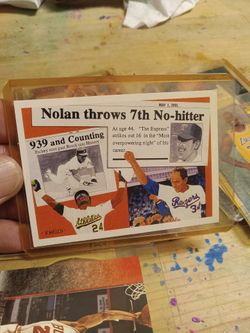 MAY 1, 1991
Nolan throws 7th No-hitter
939 and Counting
At age 44, "The Express"
strikes out 16 in the "Most
overpowering night" of his
career
Athletics
24
Rangers
34